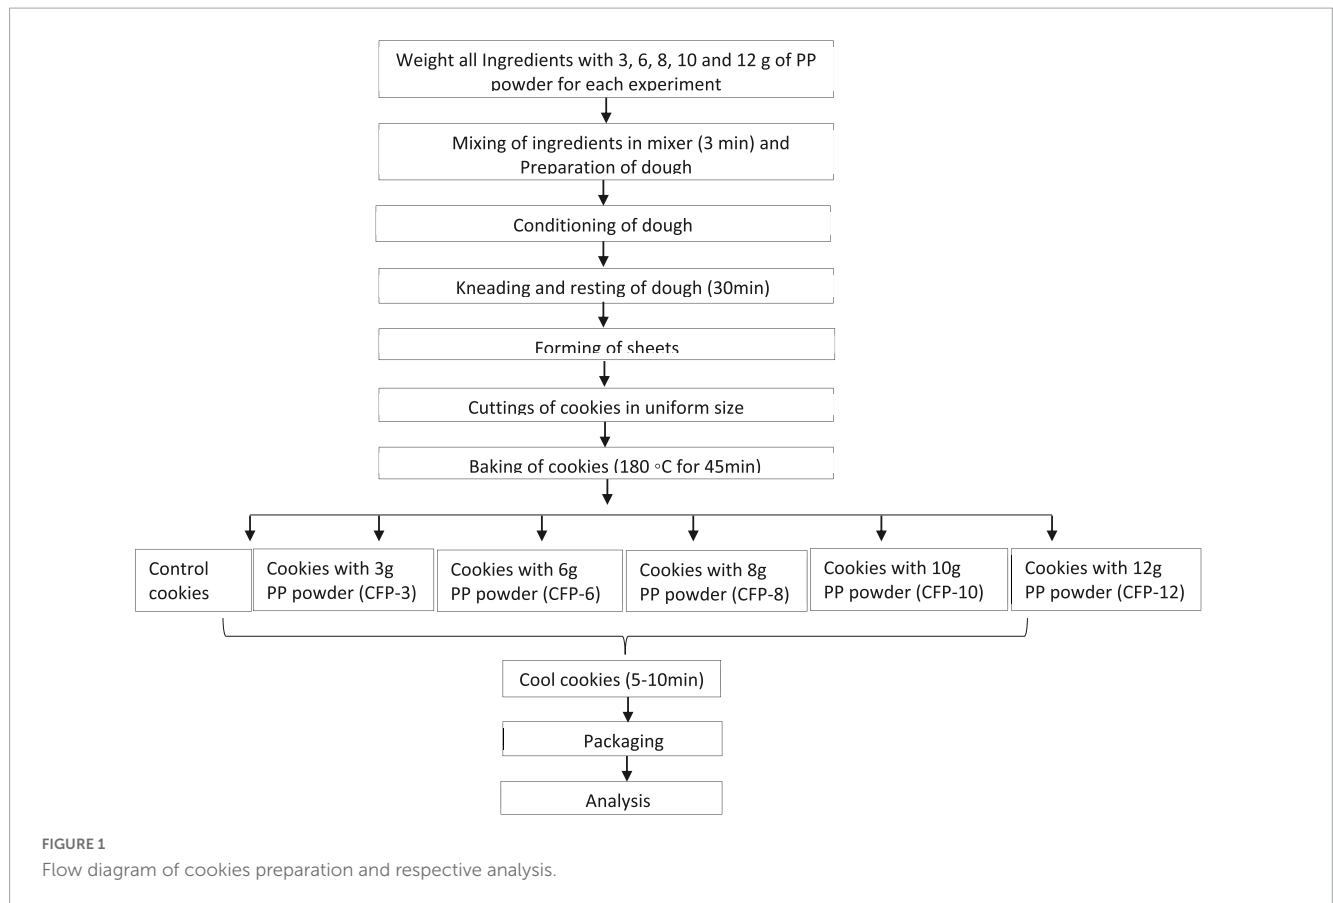 Weight all Ingredients with 3, 6, 8, 10 and 12 g of PP
powder for each experiment
Mixing of ingredients in mixer (3 min) and
Preparation of dough
Conditioning of dough
Kneading and resting of dough (30min)
Forming of sheets
Cuttings of cookies in uniform size
Baking of cookies (180 °C for 45min)
Control
cookies
Cookies with 3g
PP powder (CFP-3)
Cookies with 6g
PP powder (CFP-6)
Cookies with 8g
PP powder (CFP-8)
Cookies with 10g
PP powder (CFP-10)
Cookies with 12g
PP powder (CFP-12)
Cool cookies (5-10min)
Packaging
Analysis
FIGURE 1
Flow diagram of cookies preparation and respective analysis.